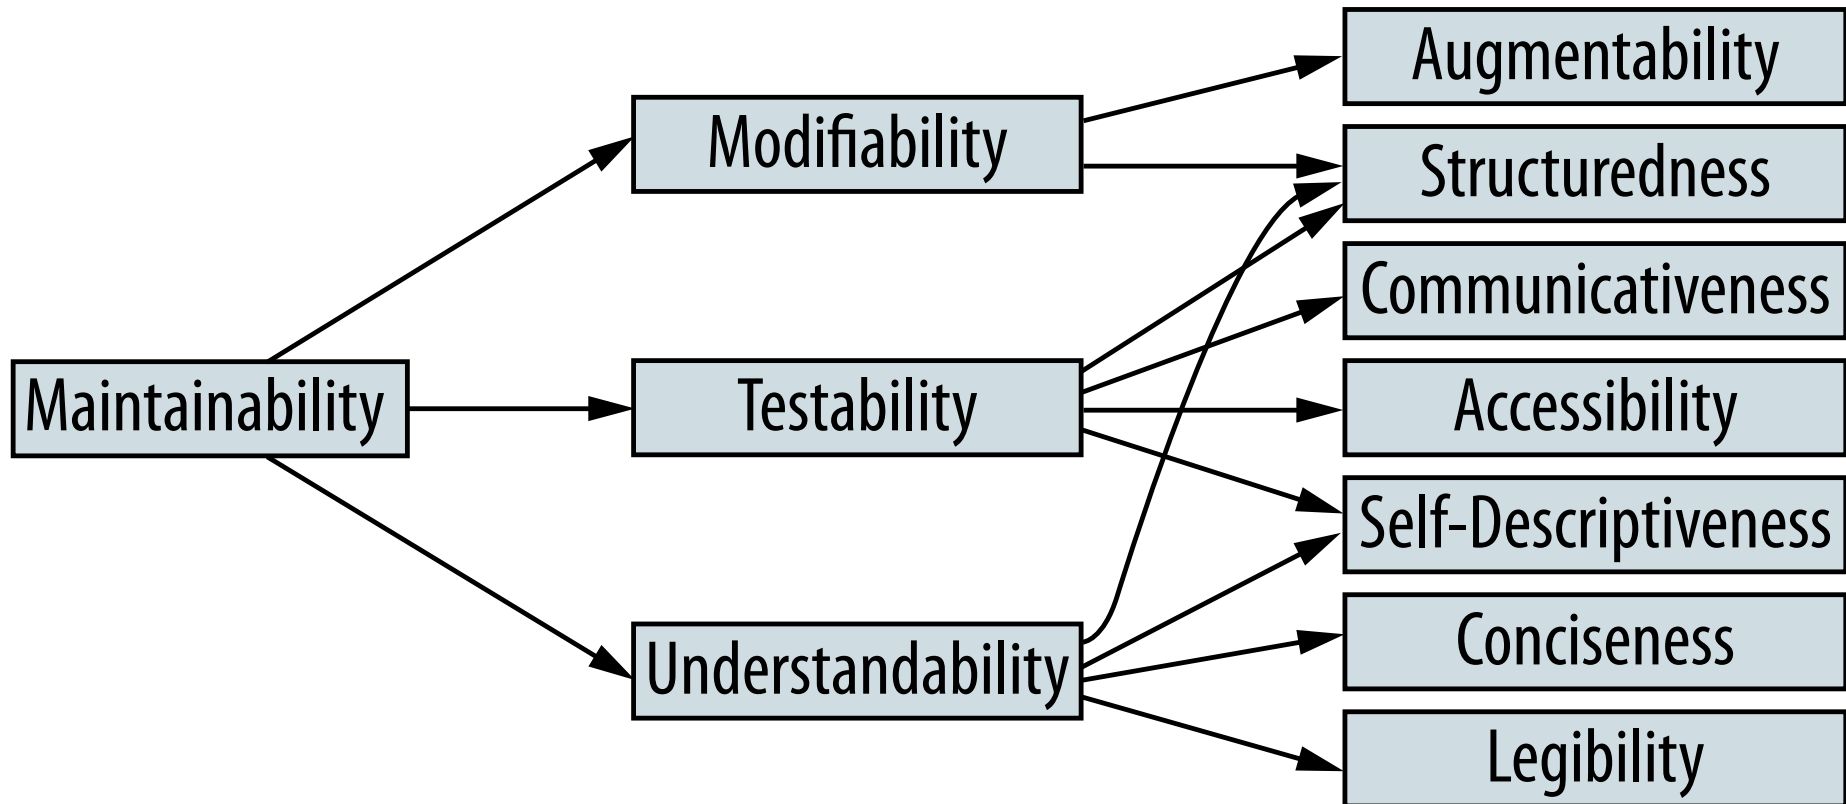 Maintainability
Modifiability
Testability
Understandability
Augmentability
Structuredness
Communicativeness
Accessibility
Self-Descriptiveness
Conciseness
Legibility